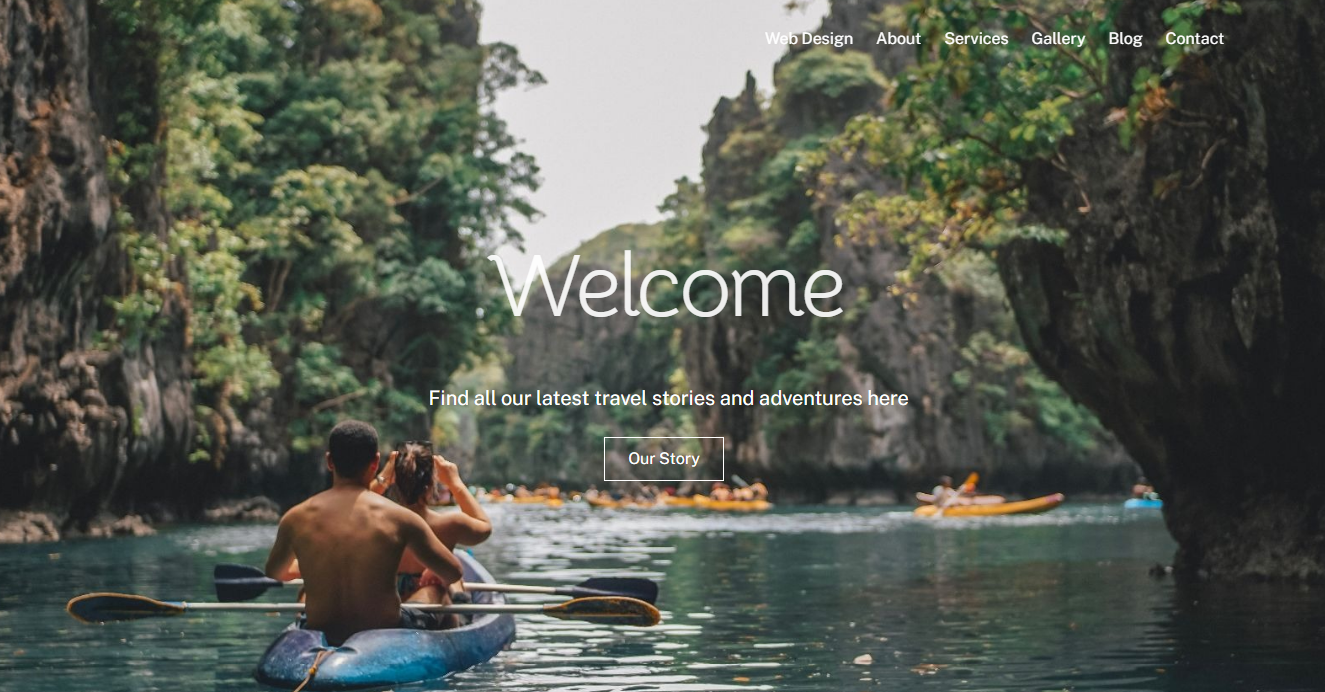 Web Design About Services Gallery Blog Contact
Welcome
Find all our latest travel stories and adventures here
Our Story